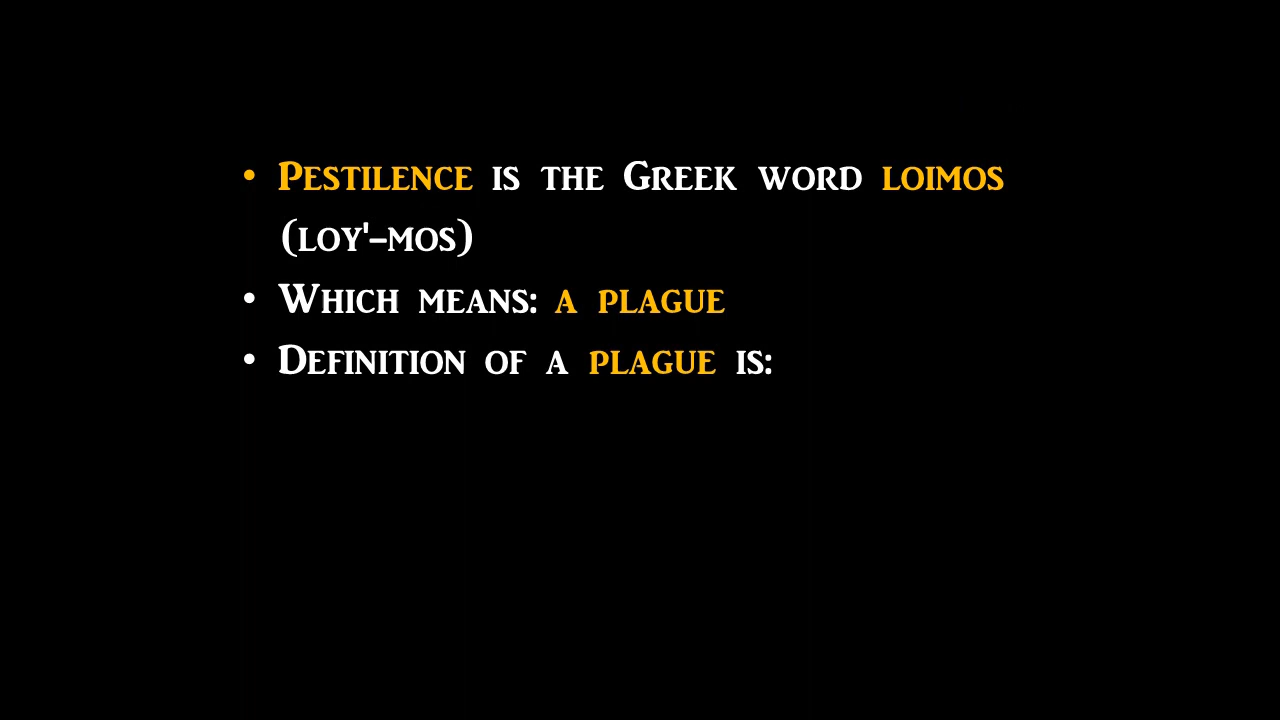 • Pestilence is the Greek word loimos
(loy'-mos)
• Which means: a plague
• Definition of a plague is: